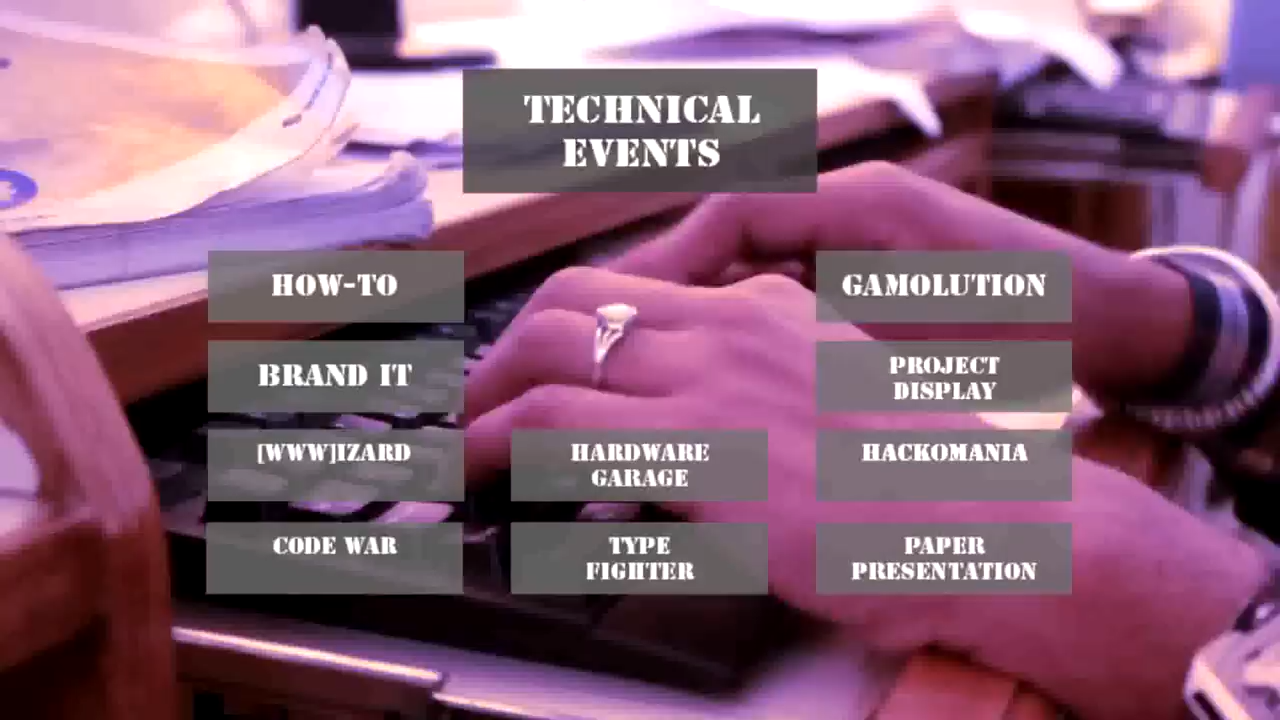 TECHNICAL
EVENTS
HOW-TO
GAMOLUTION
BRAND IT
PROJECT
DISPLAY
[WWW]IZARD
HARDWARE
GARAGE
HACKOMANIA
CODE WAR
TYPE
FIGHTER
PAPER
PRESENTATION